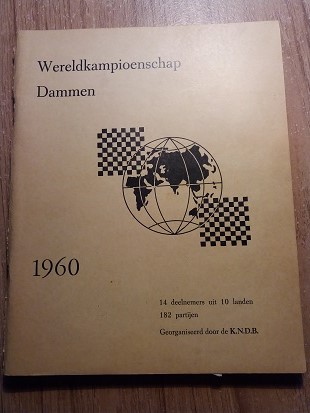 Wereldkampioenschap
Dammen
1960
14 deelnemers uit 10 landen
182 partijen
Georganiseerd door de K.N.D.B.